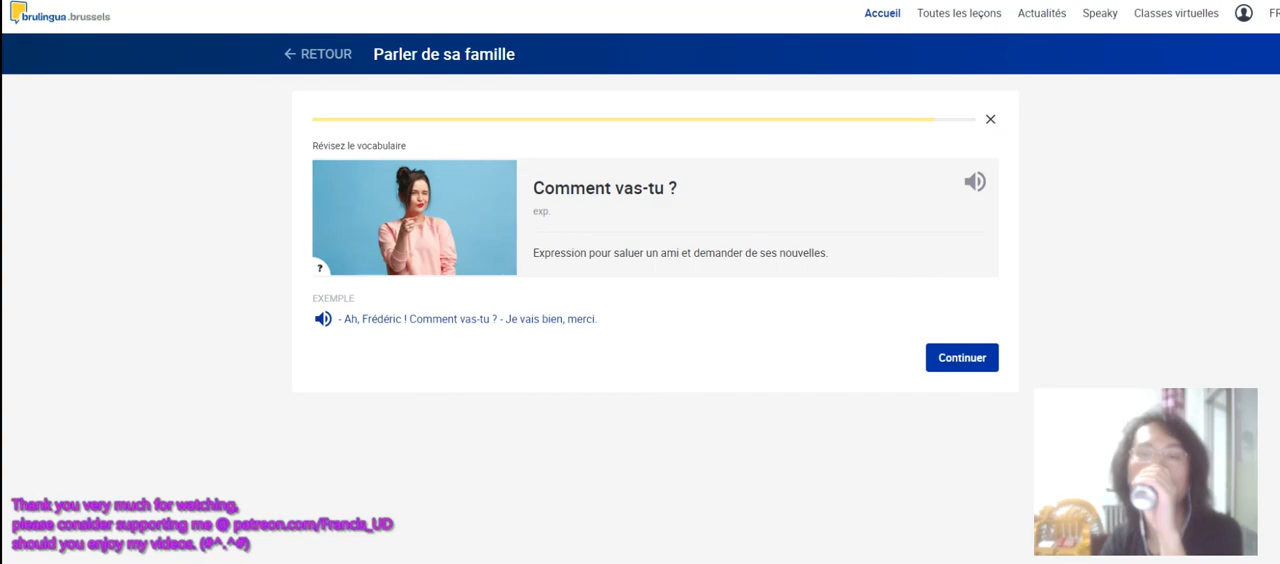 brulingua.brussels
Accueil Toutes les leçons Actualités Speaky Classes virtuelles FR
← RETOUR Parler de sa famille
Révisez le vocabulaire
Comment vas-tu ?
exp.
Expression pour saluer un ami et demander de ses nouvelles.
?
EXEMPLE
- Ah, Frédéric ! Comment vas-tu ? - Je vais bien, merci.
Continuer
Thank you very much for watching,
please consider supporting me @ patreon.com/Francis_UD
should you enjoy my videos. (#^.^#)